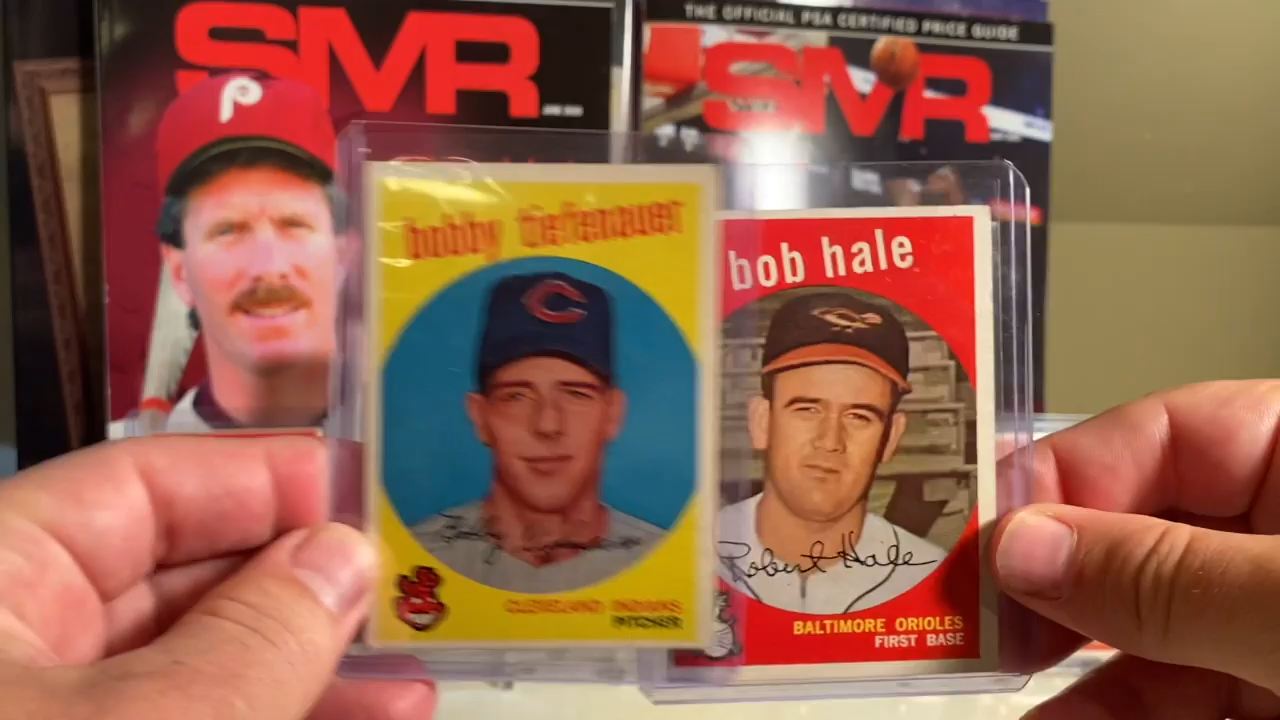 THE OFFICIAL PSA CERTIFIED PRICE GUIDE
SMR
SMR
bobby tiefenauer
bob hale
Robert Hale
CLEVELAND INDIANS
PITCHER
BALTIMORE ORIOLES
FIRST BASE